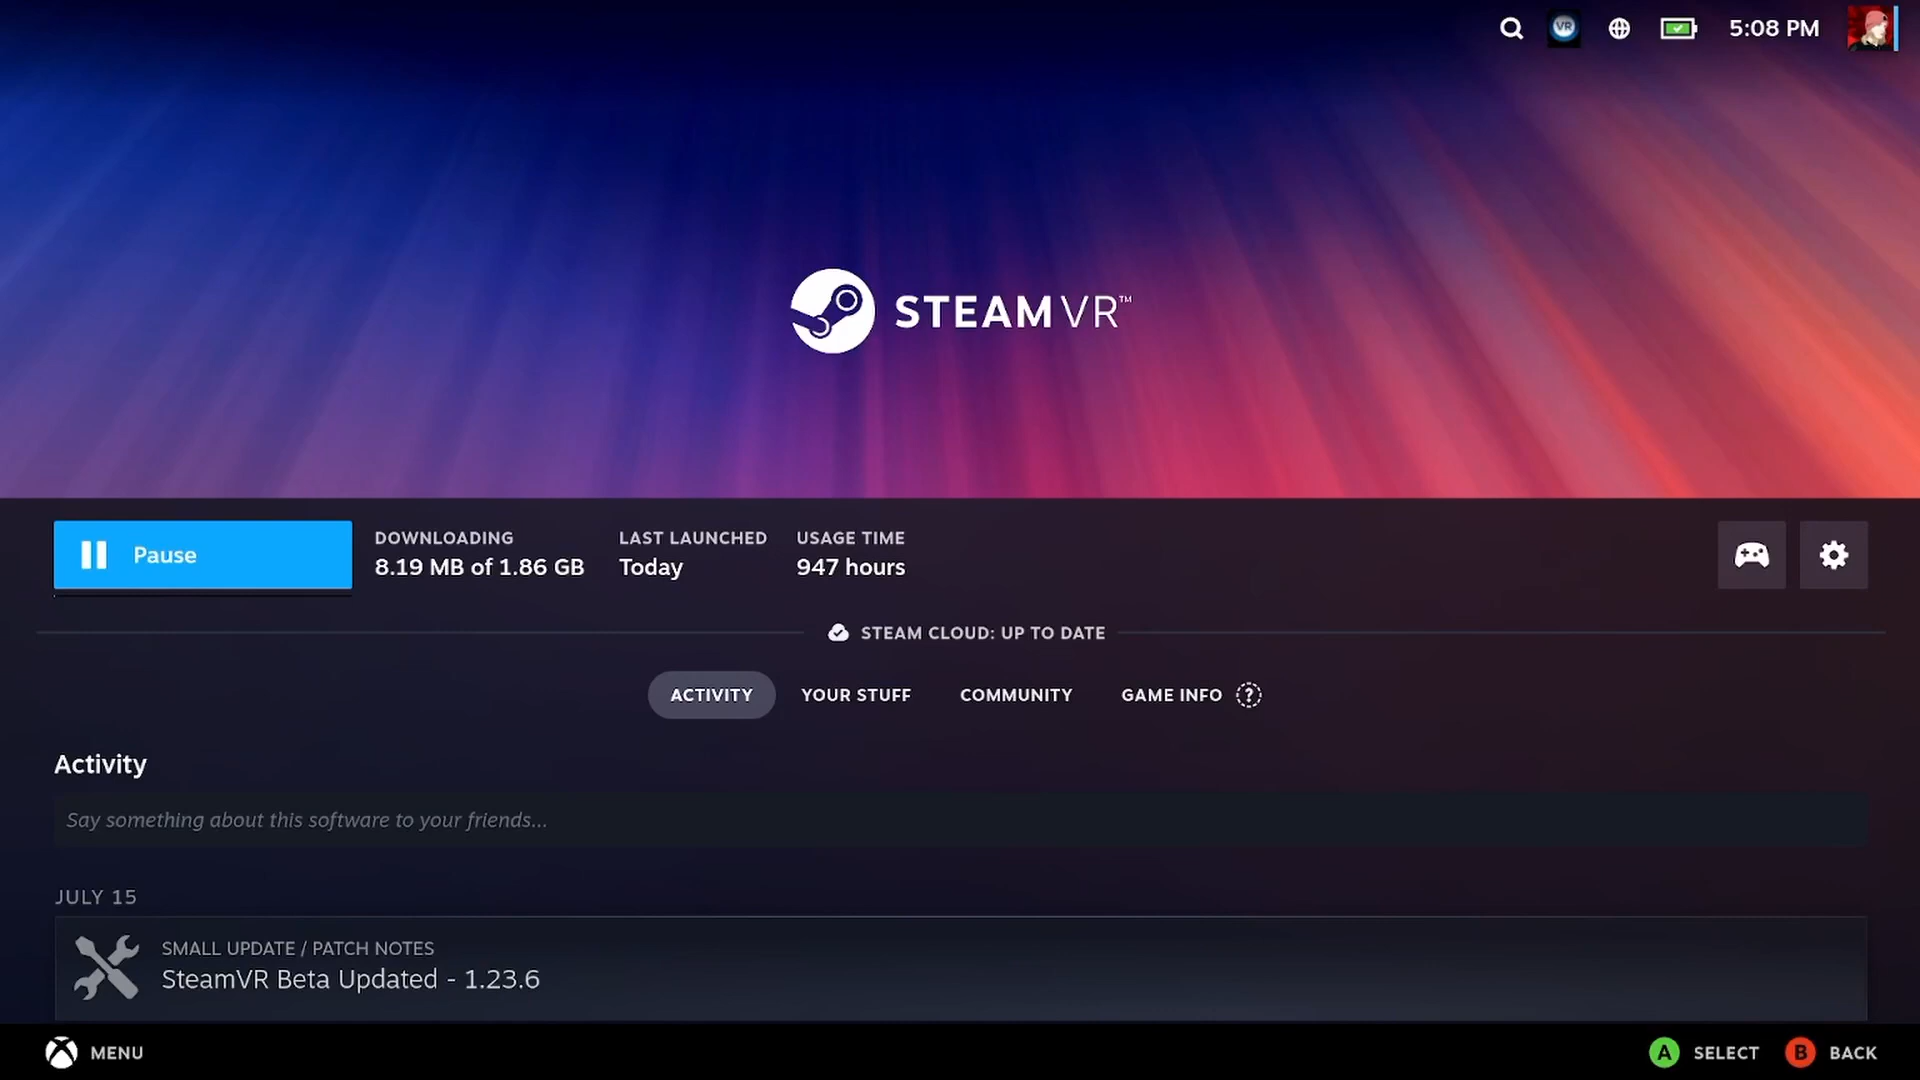 VR
5:08 PM
STEAMVR™
Pause
DOWNLOADING
8.19 MB of 1.86 GB
LAST LAUNCHED
Today
USAGE TIME
947 hours
STEAM CLOUD: UP TO DATE
ACTIVITY
YOUR STUFF
COMMUNITY
GAME INFO
?
Activity
Say something about this software to your friends...
JULY 15
SMALL UPDATE / PATCH NOTES
SteamVR Beta Updated - 1.23.6
MENU
A SELECT
B BACK